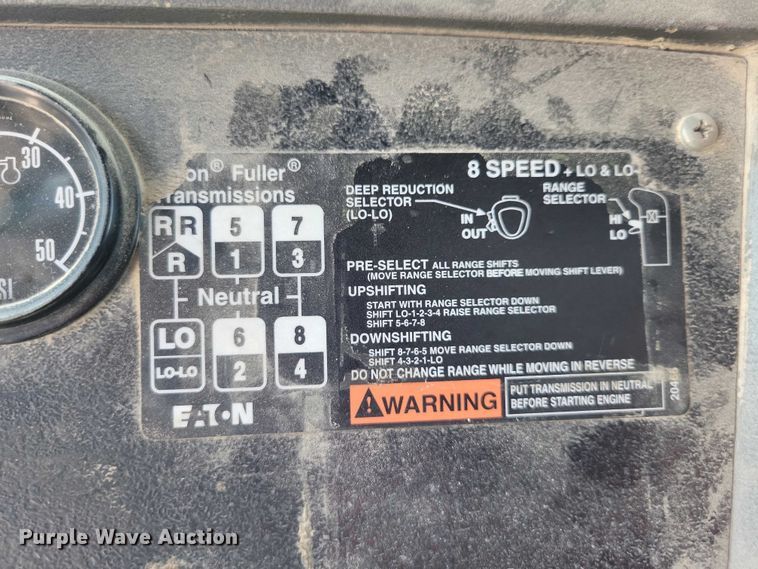 30
40
50
SI
on® Fuller®
Transmissions
8 SPEED + LO & LO-
DEEP REDUCTION
SELECTOR
(LO-LO)
IN
OUT
RANGE
SELECTOR
HI
LO
R R 5 7
R 1 3
Neutral
LO 6 8
LO-LO 2 4
EATON
PRE-SELECT ALL RANGE SHIFTS
(MOVE RANGE SELECTOR BEFORE MOVING SHIFT LEVER)
UPSHIFTING
START WITH RANGE SELECTOR DOWN
SHIFT LO-1-2-3-4 RAISE RANGE SELECTOR
SHIFT 5-6-7-8
DOWNSHIFTING
SHIFT 8-7-6-5 MOVE RANGE SELECTOR DOWN
SHIFT 4-3-2-1-LO
DO NOT CHANGE RANGE WHILE MOVING IN REVERSE
WARNING
PUT TRANSMISSION IN NEUTRAL
BEFORE STARTING ENGINE
Purple Wave Auction